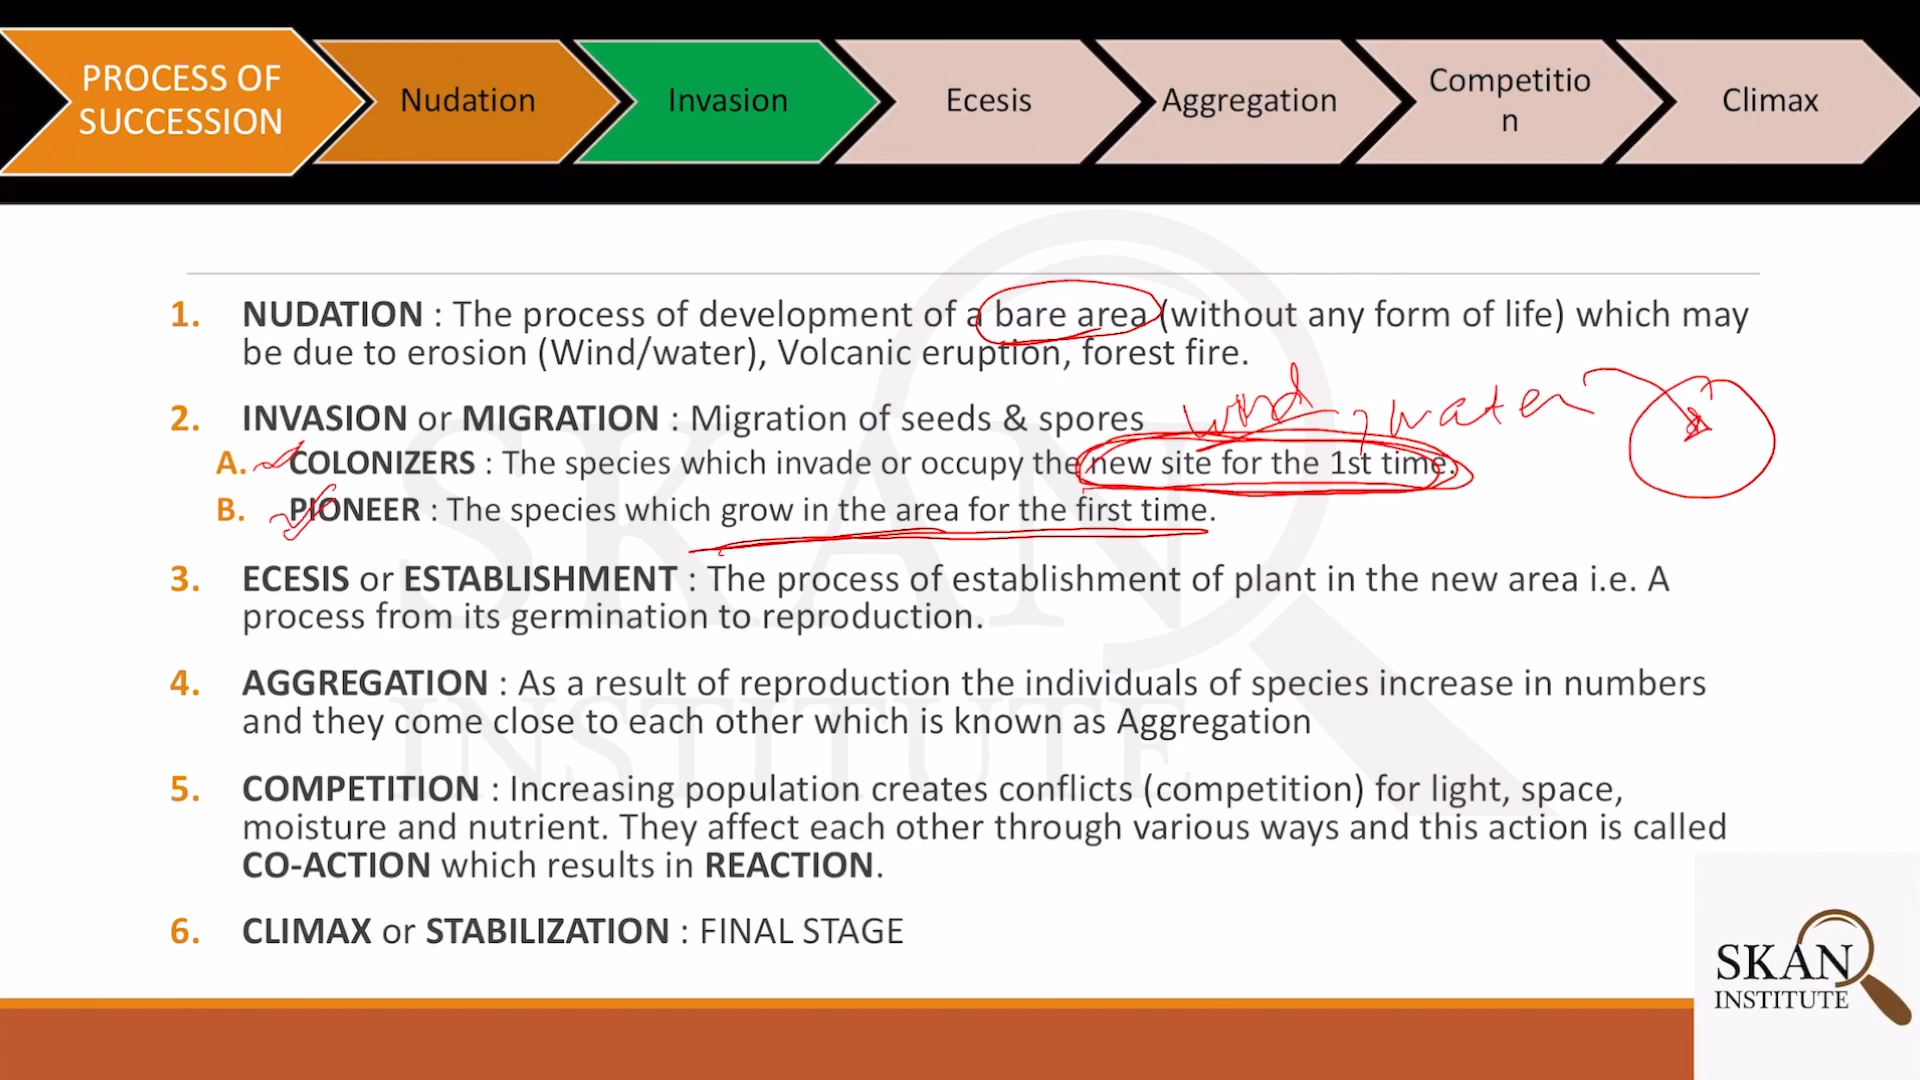 PROCESS OF
SUCCESSION
Nudation
Invasion
Ecesis
Aggregation
Competitio
n
Climax
1. NUDATION : The process of development of a bare area (without any form of life) which may
be due to erosion (Wind/water), Volcanic eruption, forest fire.
wind, water
2. INVASION or MIGRATION : Migration of seeds & spores
A. COLONIZERS : The species which invade or occupy the new site for the 1st time.
B. PIONEER : The species which grow in the area for the first time.
3. ECESIS or ESTABLISHMENT : The process of establishment of plant in the new area i.e. A
process from its germination to reproduction.
4. AGGREGATION : As a result of reproduction the individuals of species increase in numbers
and they come close to each other which is known as Aggregation
5. COMPETITION : Increasing population creates conflicts (competition) for light, space,
moisture and nutrient. They affect each other through various ways and this action is called
CO-ACTION which results in REACTION.
6. CLIMAX or STABILIZATION : FINAL STAGE
SKAN
INSTITUTE
SKAN
INSTITUTE